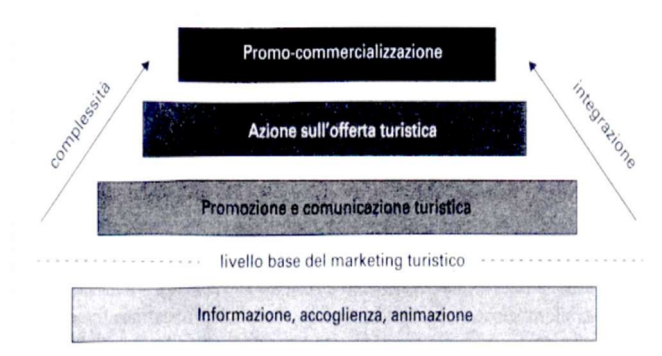 Promo-commercializzazione
complessità
integrazione
Azione sull'offerta turistica
Promozione e comunicazione turistica
livello base del marketing turistico
Informazione, accoglienza, animazione